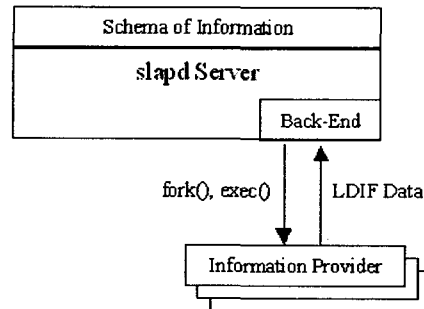 Schema of Information
slapd Server
Back-End
fork(), exec()
LDIF Data
Information Provider